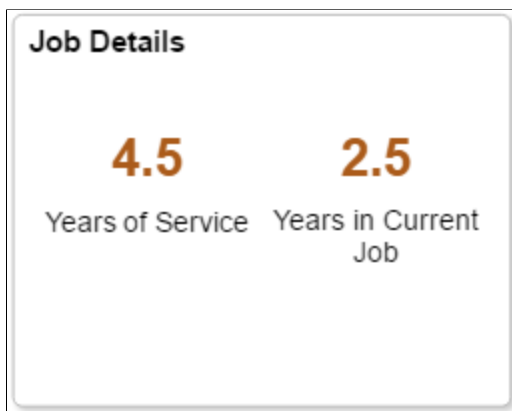 Job Details
4.5
Years of Service
2.5
Years in Current
Job